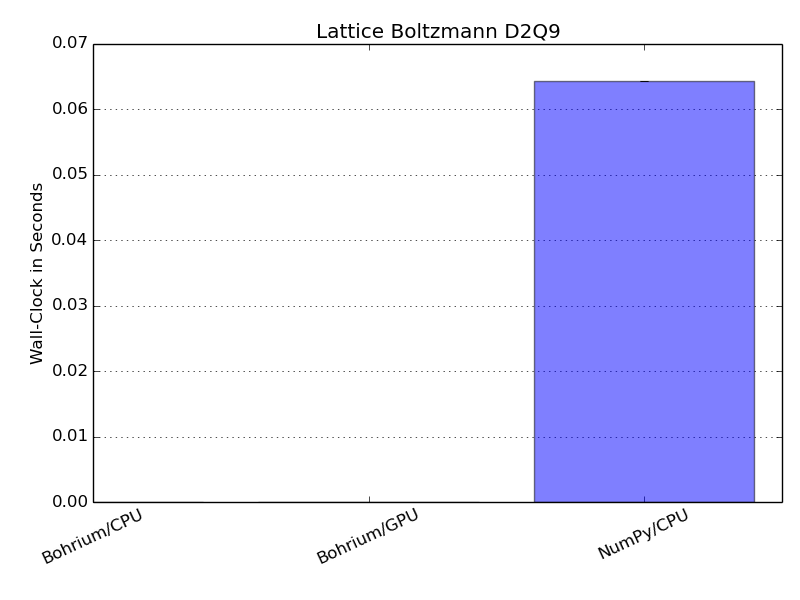 Lattice Boltzmann D2Q9
Wall-Clock in Seconds
0.07
0.06
0.05
0.04
0.03
0.02
0.01
0.00
Bohrium/CPU
Bohrium/GPU
NumPy/CPU